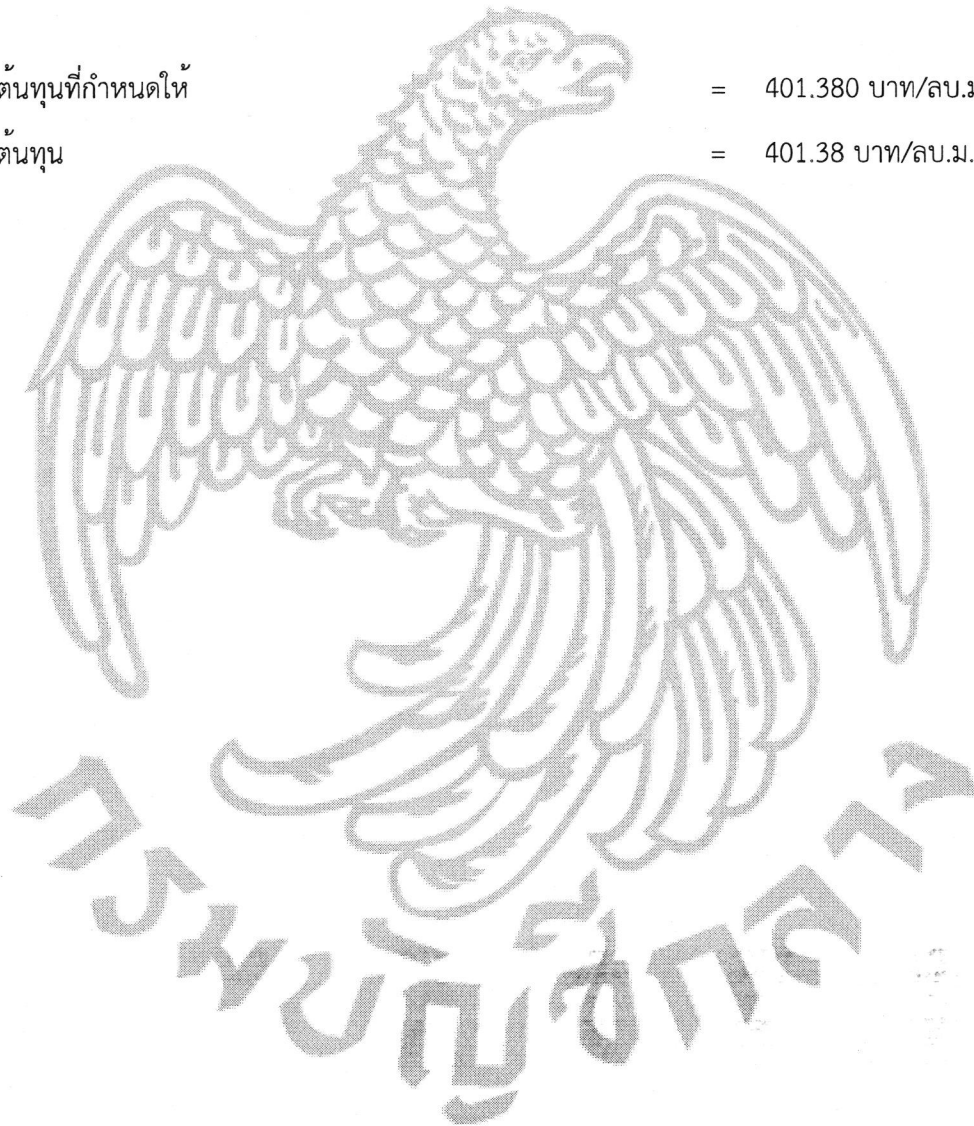 ต้นทุนที่กำหนดให้ = 401.380 บาท/ลบ.ม
ต้นทุน = 401.38 บาท/ลบ.ม.
กรมบัญชีกลาง